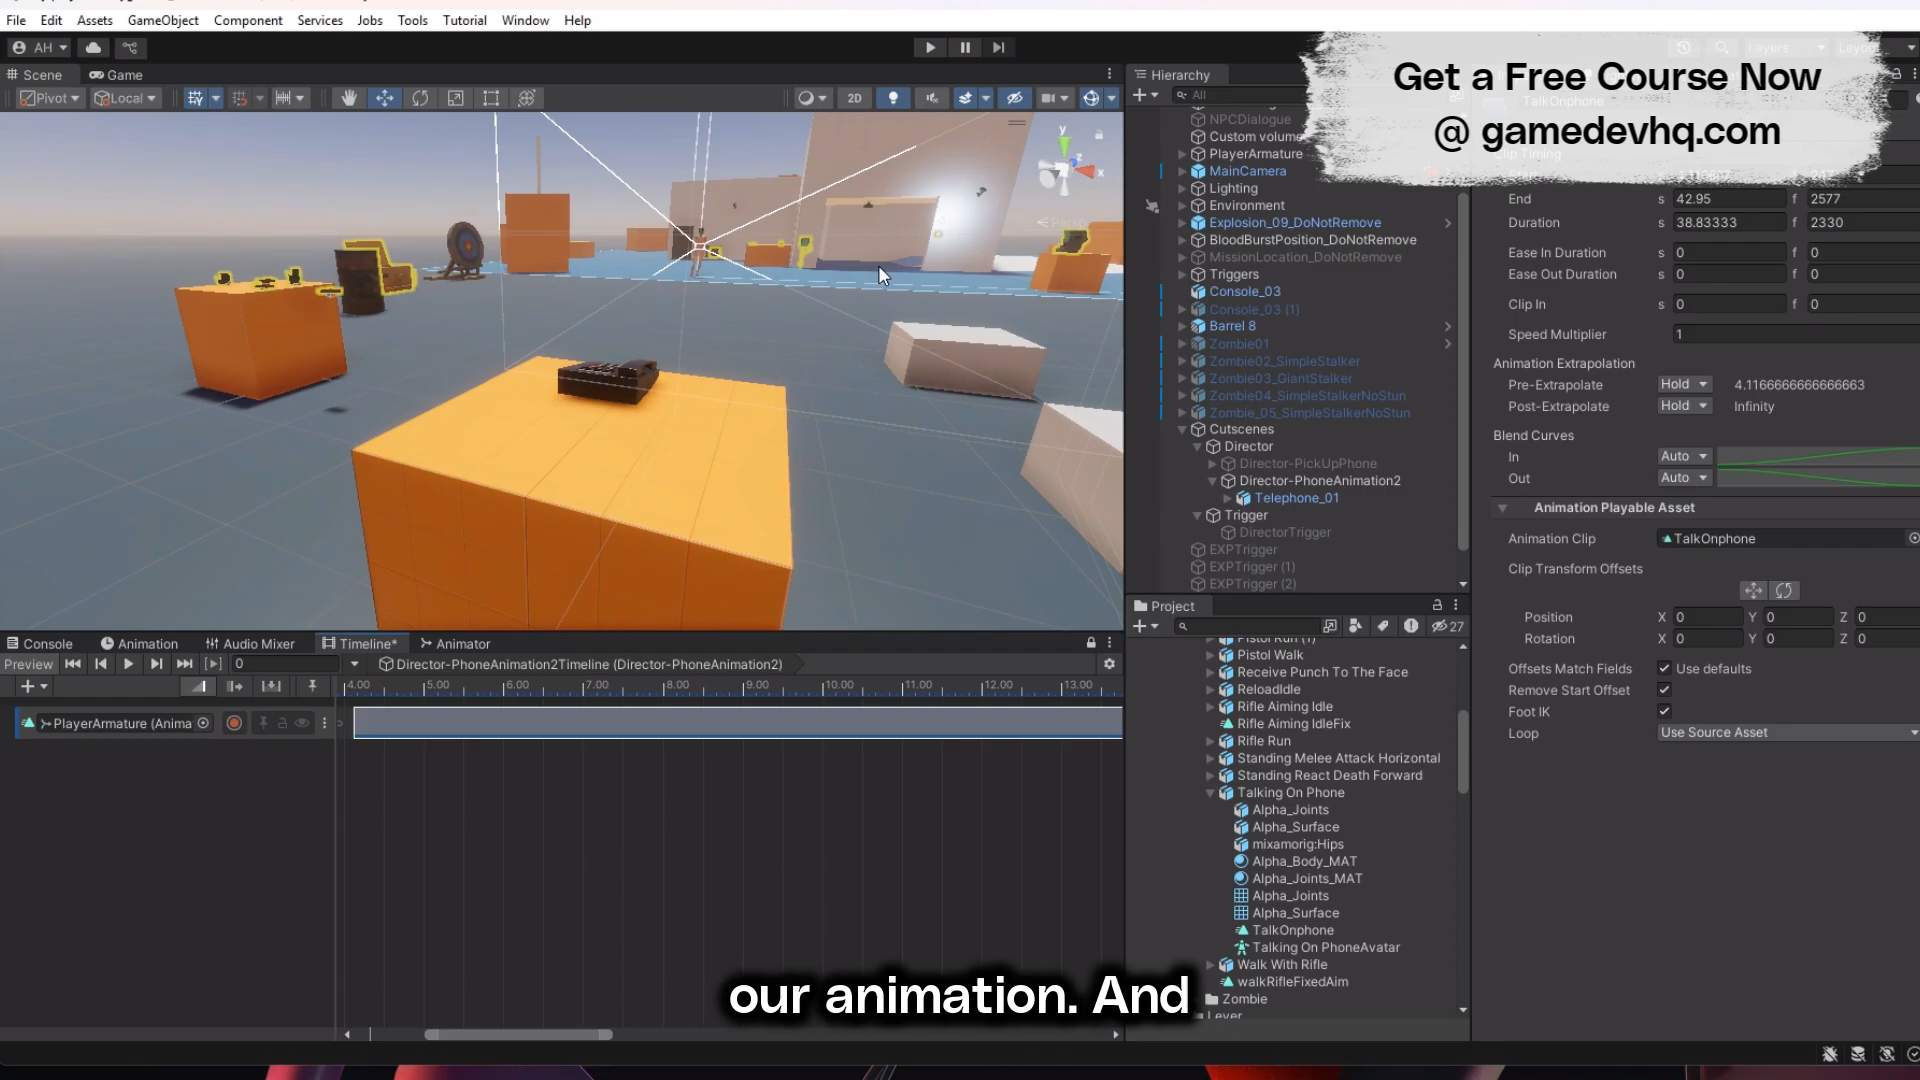 File Edit Assets GameObject Component Services Jobs Tools Tutorial Window Help
AH
Layers
Get a Free Course Now
@ gamedevhq.com
Scene Game
Pivot Local
2D
y
x
Hierarchy
All
NPCDialogue
Custom volume
PlayerArmature
MainCamera
Lighting
Environment
Explosion_09_DoNotRemove
BloodBurstPosition_DoNotRemove
MissionLocation_DoNotRemove
Triggers
Console_03
Console_03 (1)
Barrel 8
Zombie01
Zombie02_SimpleStalker
Zombie03_GiantStalker
Zombie04_SimpleStalkerNoStun
Zombie_05_SimpleStalkerNoStun
Cutscenes
Director
Director-PickUpPhone
Director-PhoneAnimation2
Telephone_01
Trigger
DirectorTrigger
EXPTrigger
EXPTrigger (1)
EXPTrigger (2)
TalkOnphone
Clip Timing
End s 42.95 f 2577
Duration s 38.83333 f 2330
Ease In Duration s 0 f 0
Ease Out Duration s 0 f 0
Clip In s 0 f 0
Speed Multiplier 1
Animation Extrapolation
Pre-Extrapolate Hold 4.1166666666666663
Post-Extrapolate Hold Infinity
Blend Curves
In Auto
Out Auto
Animation Playable Asset
Animation Clip TalkOnphone
Clip Transform Offsets
Position X 0 Y 0 Z 0
Rotation X 0 Y 0 Z 0
Offsets Match Fields Use defaults
Remove Start Offset
Foot IK
Loop Use Source Asset
Project
27
Pistol Run (1)
Pistol Walk
Receive Punch To The Face
ReloadIdle
Rifle Aiming Idle
Rifle Aiming IdleFix
Rifle Run
Standing Melee Attack Horizontal
Standing React Death Forward
Talking On Phone
Alpha_Joints
Alpha_Surface
mixamorig:Hips
Alpha_Body_MAT
Alpha_Joints_MAT
Alpha_Joints
Alpha_Surface
TalkOnphone
Talking On PhoneAvatar
Walk With Rifle
walkRifleFixedAim
Zombie
Lever
Console Animation Audio Mixer Timeline* Animator
Preview 0 Director-PhoneAnimation2Timeline (Director-PhoneAnimation2)
4.00 5.00 6.00 7.00 8.00 9.00 10.00 11.00 12.00 13.00
PlayerArmature (Anima
our animation. And